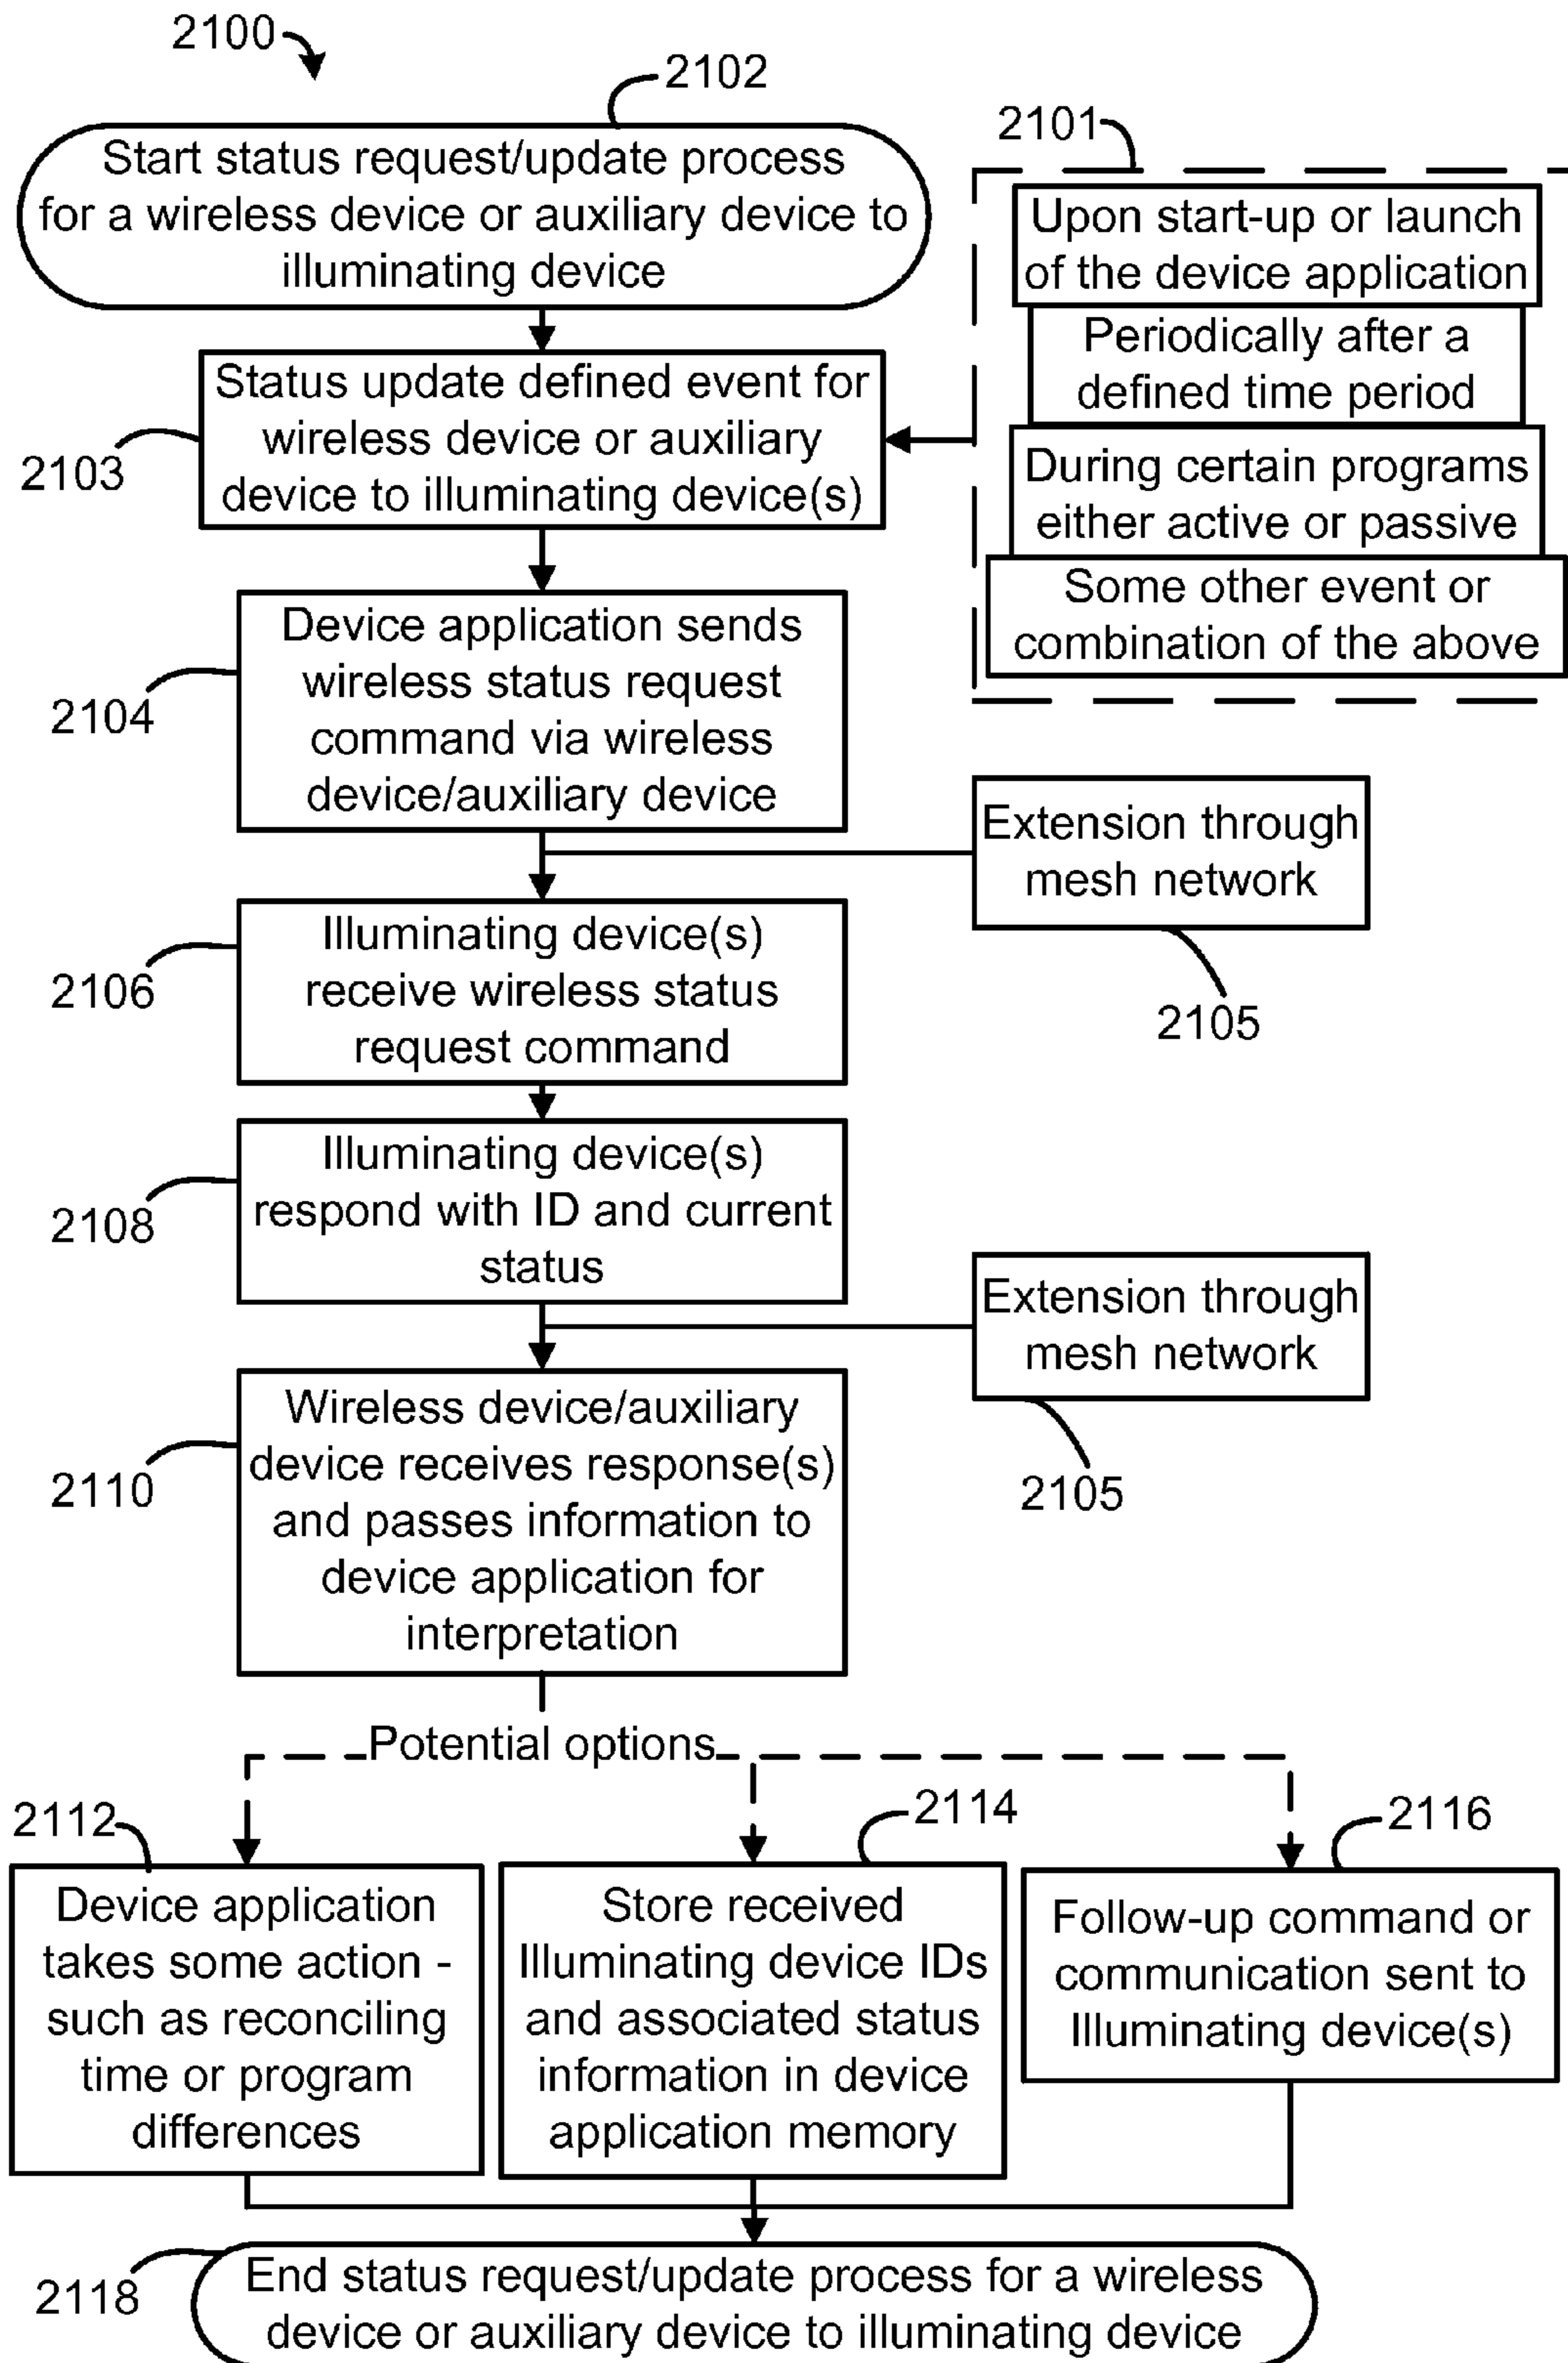 2100
2102
Start status request/update process
for a wireless device or auxiliary device to
illuminating device
2101
Upon start-up or launch
of the device application
Periodically after a
defined time period
During certain programs
either active or passive
Some other event or
combination of the above
Status update defined event for
wireless device or auxiliary
device to illuminating device(s)
2103
Device application sends
wireless status request
command via wireless
device/auxiliary device
2104
Extension through
mesh network
2105
Illuminating device(s)
receive wireless status
request command
2106
Illuminating device(s)
respond with ID and current
status
2108
Extension through
mesh network
2105
Wireless device/auxiliary
device receives response(s)
and passes information to
device application for
interpretation
2110
Potential options
2112
Device application
takes some action -
such as reconciling
time or program
differences
2114
Store received
Illuminating device IDs
and associated status
information in device
application memory
2116
Follow-up command or
communication sent to
Illuminating device(s)
2118
End status request/update process for a wireless
device or auxiliary device to illuminating device